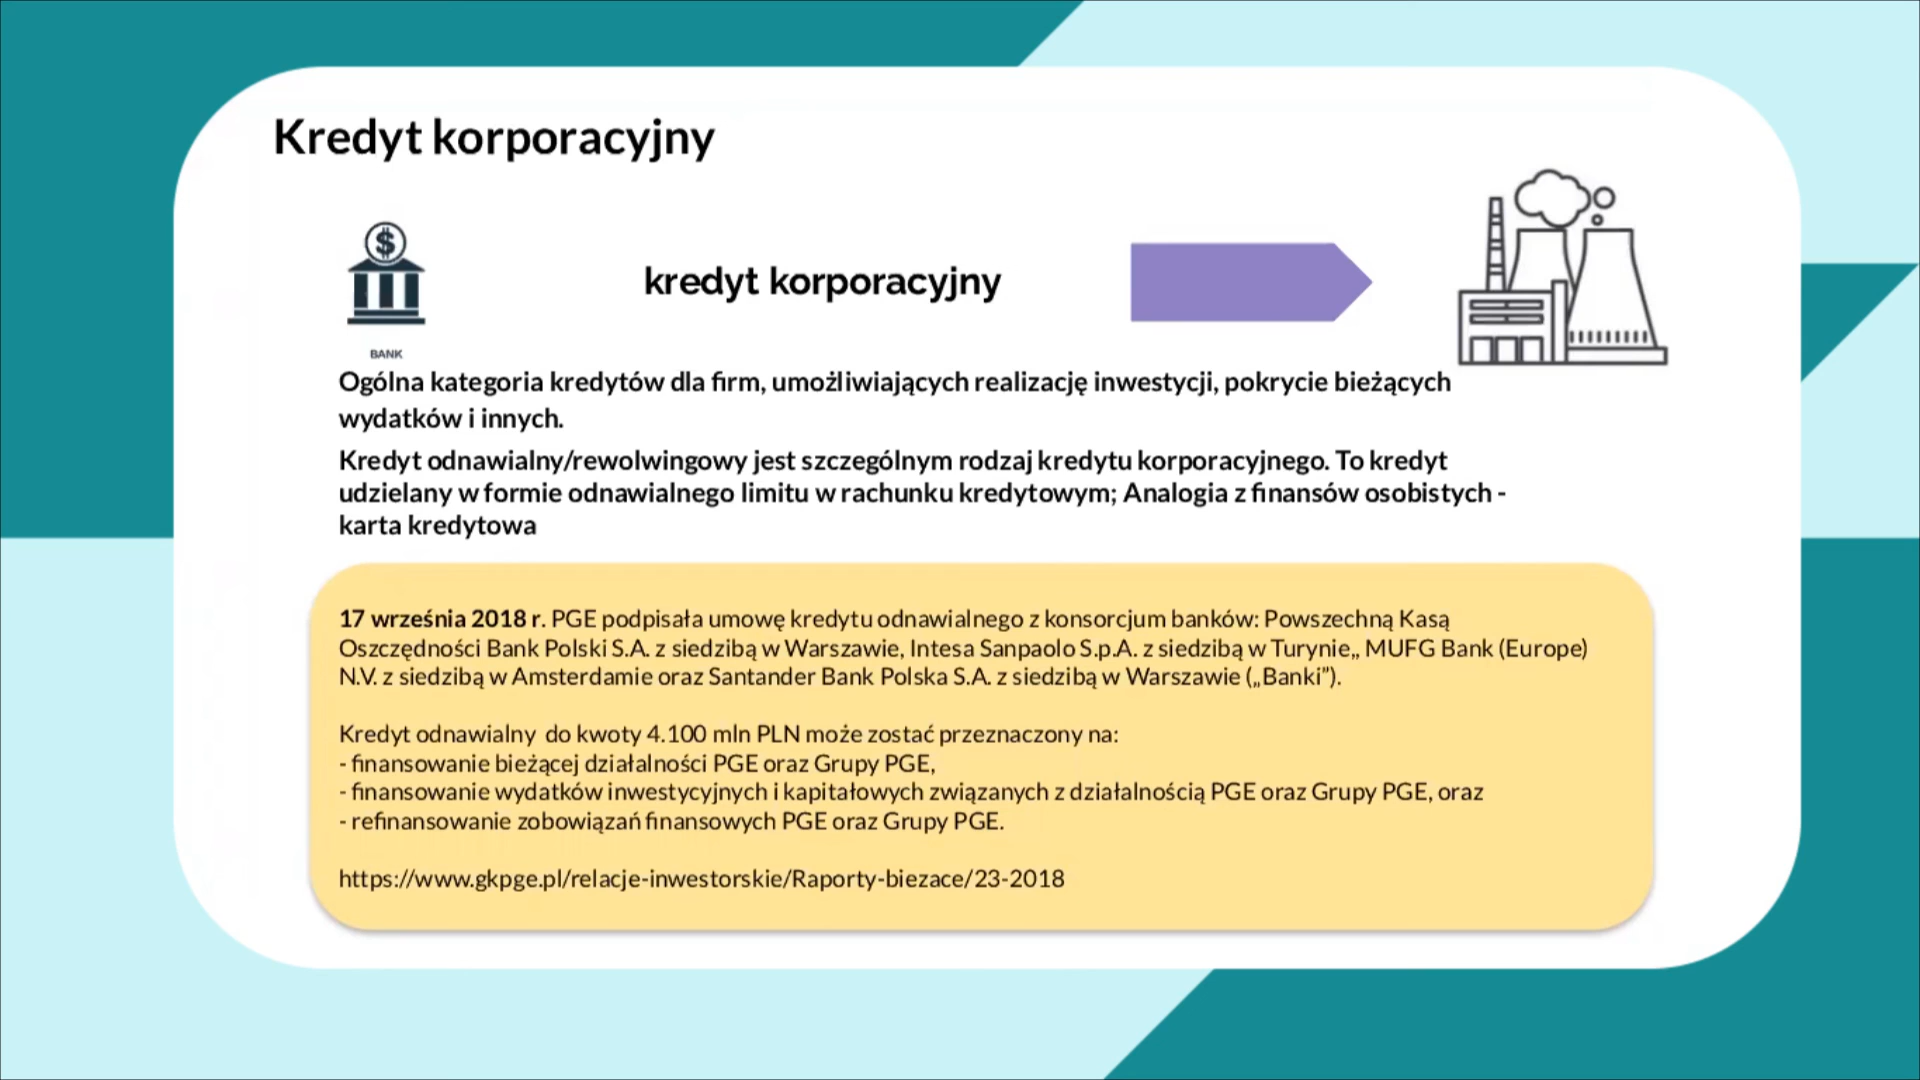 Kredyt korporacyjny
$
kredyt korporacyjny
BANK
Ogólna kategoria kredytów dla firm, umożliwiających realizację inwestycji, pokrycie bieżących
wydatków i innych.
Kredyt odnawialny/rewolwingowy jest szczególnym rodzaj kredytu korporacyjnego. To kredyt
udzielany w formie odnawialnego limitu w rachunku kredytowym; Analogia z finansów osobistych -
karta kredytowa
17 września 2018 r. PGE podpisała umowę kredytu odnawialnego z konsorcjum banków: Powszechną Kasą
Oszczędności Bank Polski S.A. z siedzibą w Warszawie, Intesa Sanpaolo S.p.A. z siedzibą w Turynie,, MUFG Bank (Europe)
N.V. z siedzibą w Amsterdamie oraz Santander Bank Polska S.A. z siedzibą w Warszawie („Banki”).
Kredyt odnawialny do kwoty 4.100 mln PLN może zostać przeznaczony na:
- finansowanie bieżącej działalności PGE oraz Grupy PGE,
- finansowanie wydatków inwestycyjnych i kapitałowych związanych z działalnością PGE oraz Grupy PGE, oraz
- refinansowanie zobowiązań finansowych PGE oraz Grupy PGE.
https://www.gkpge.pl/relacje-inwestorskie/Raporty-biezace/23-2018